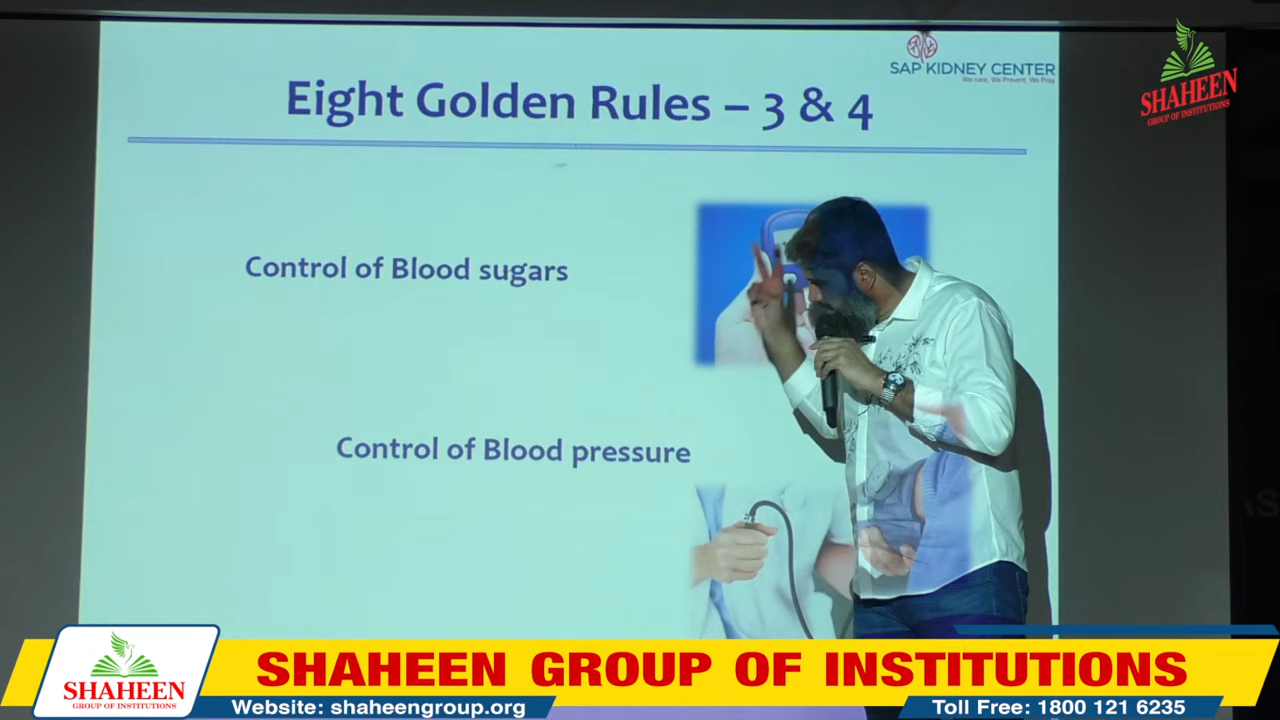 SAP KIDNEY CENTER
We care, We Prevent, We Pray
Eight Golden Rules – 3 & 4
SHAHEEN
GROUP OF INSTITUTIONS
Control of Blood sugars
Control of Blood pressure
SHAHEEN
GROUP OF INSTITUTIONS
SHAHEEN GROUP OF INSTITUTIONS
Website: shaheengroup.org
Toll Free: 1800 121 6235